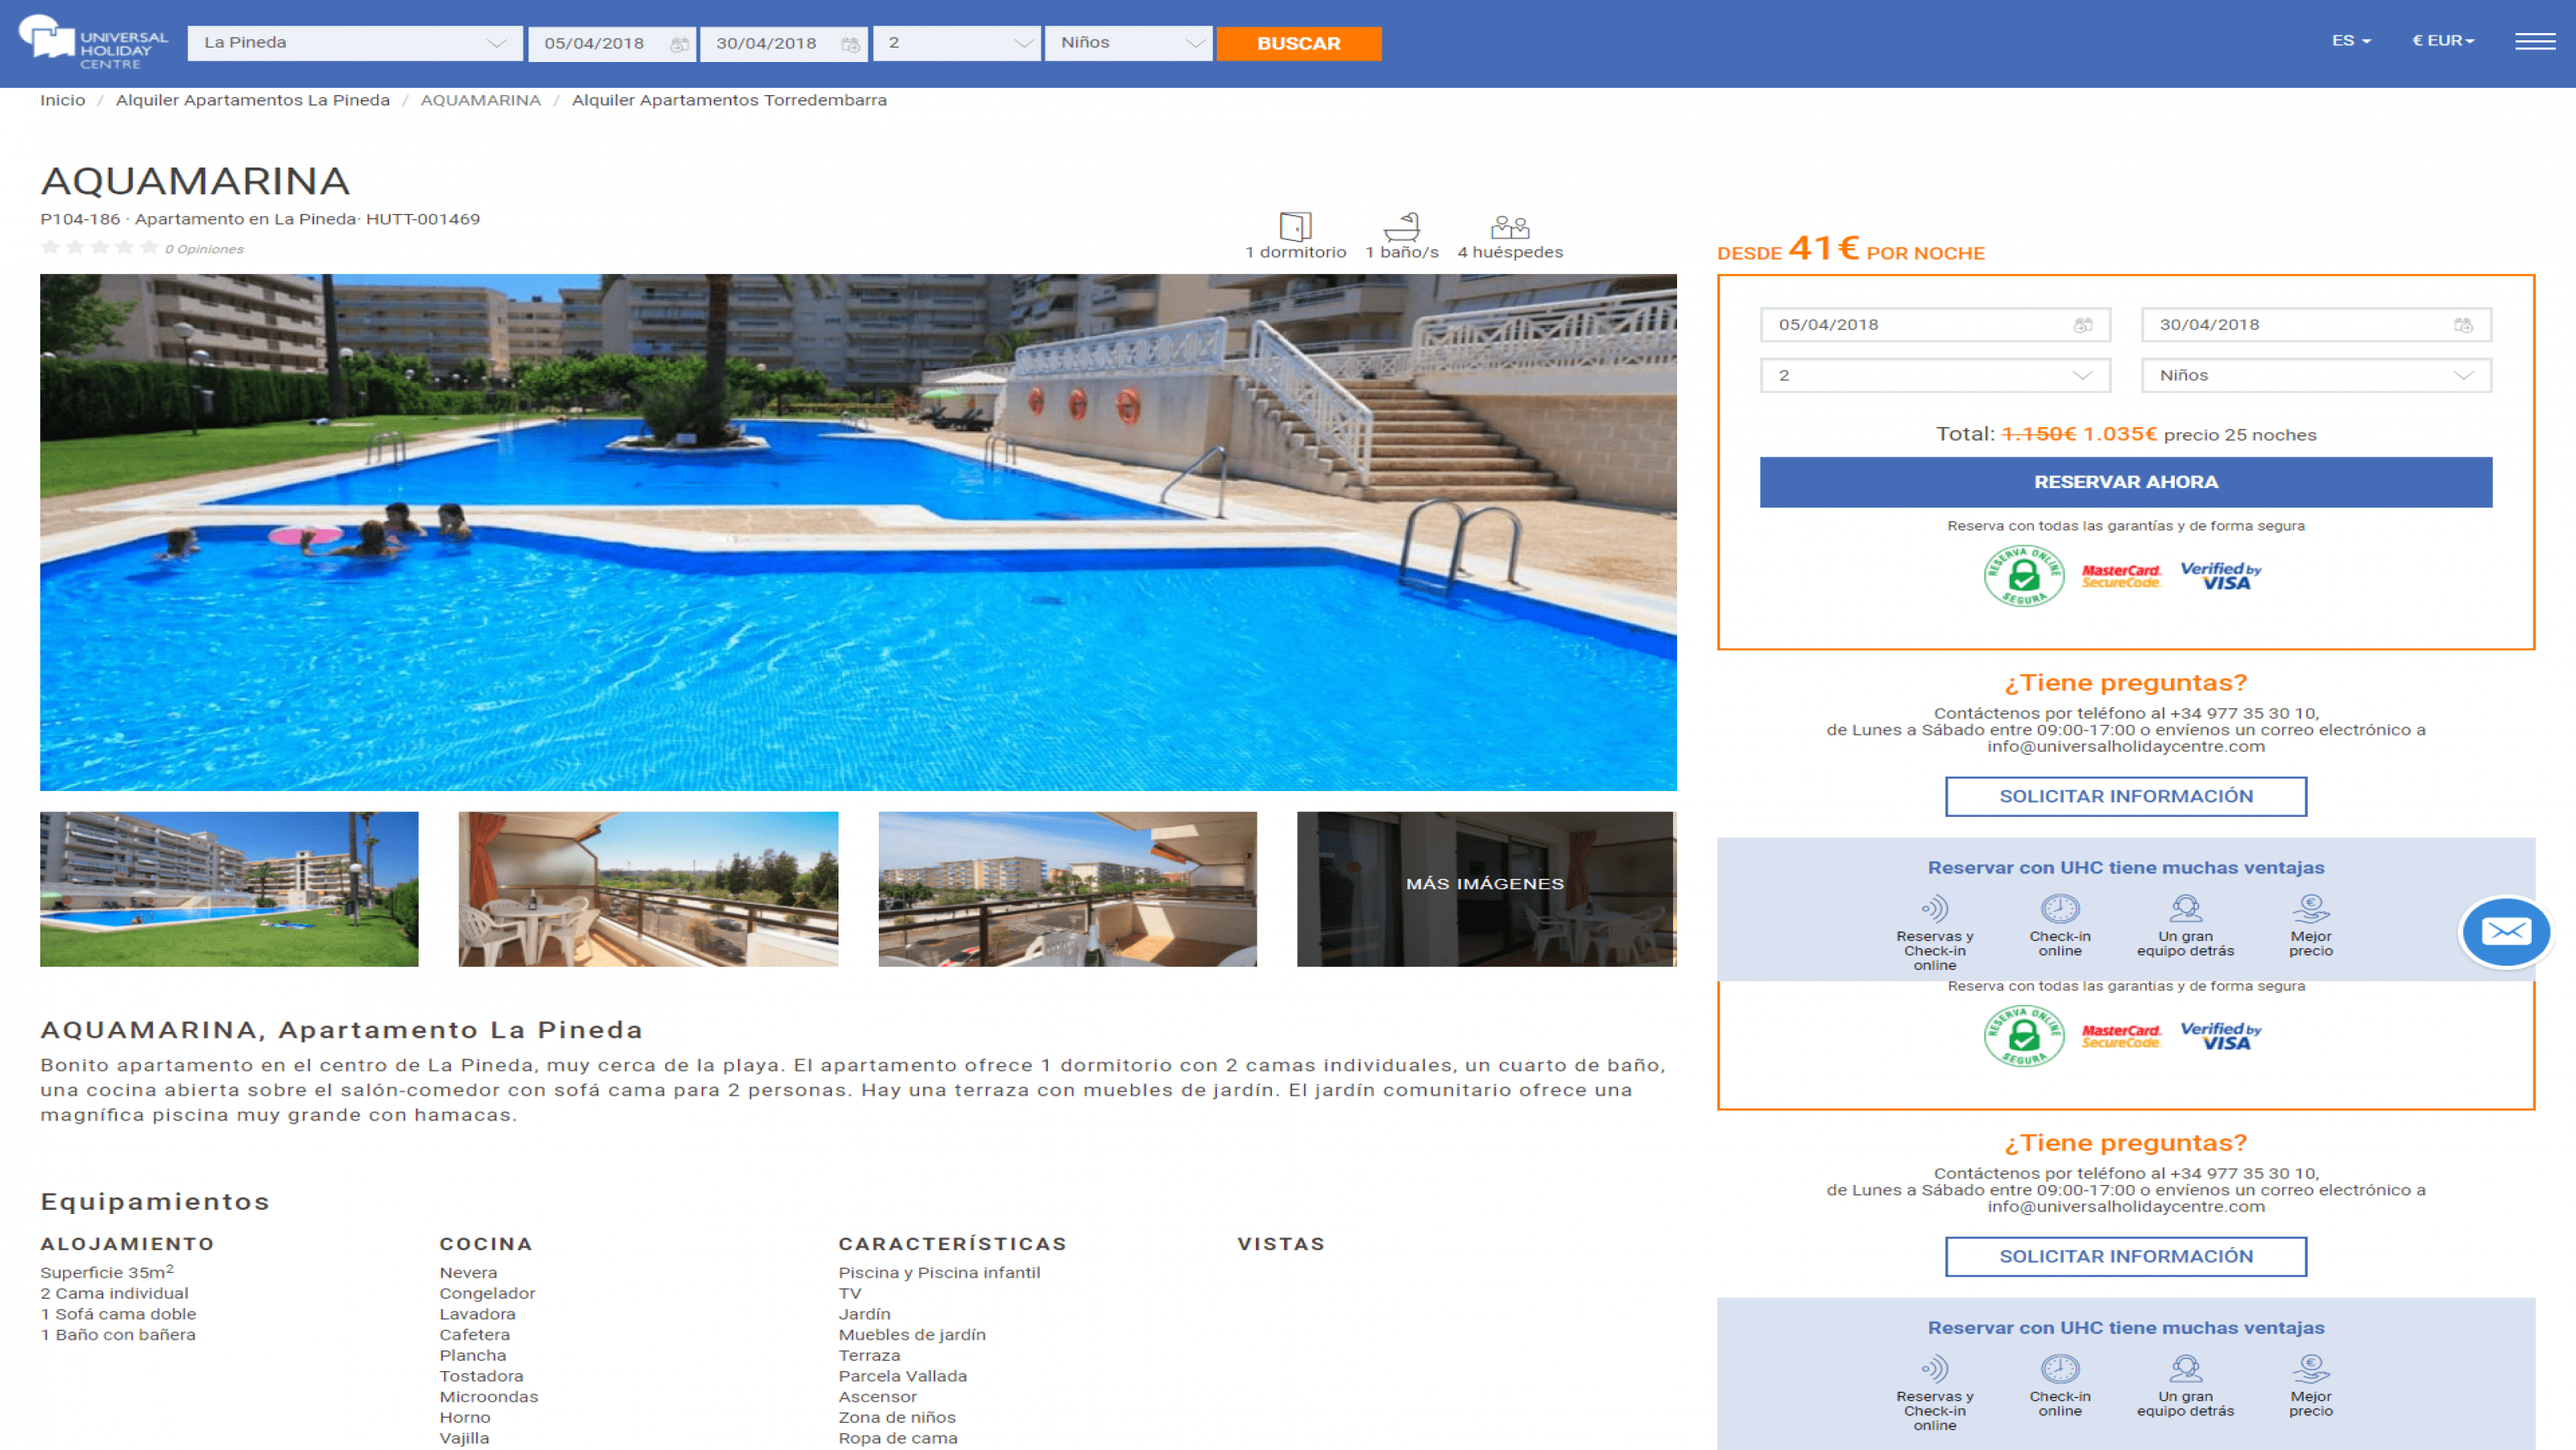 UNIVERSAL
HOLIDAY
CENTRE
La Pineda
05/04/2018
30/04/2018
2
Niños
BUSCAR
ES
€ EUR
Inicio / Alquiler Apartamentos La Pineda / AQUAMARINA / Alquiler Apartamentos Torredembarra
AQUAMARINA
P104-186 · Apartamento en La Pineda· HUTT-001469
0 Opiniones
1 dormitorio
1 baño/s
4 huéspedes
MÁS IMÁGENES
AQUAMARINA, Apartamento La Pineda
Bonito apartamento en el centro de La Pineda, muy cerca de la playa. El apartamento ofrece 1 dormitorio con 2 camas individuales, un cuarto de baño,
una cocina abierta sobre el salón-comedor con sofá cama para 2 personas. Hay una terraza con muebles de jardín. El jardín comunitario ofrece una
magnífica piscina muy grande con hamacas.
Equipamientos
ALOJAMIENTO
Superficie 35m²
2 Cama individual
1 Sofá cama doble
1 Baño con bañera
COCINA
Nevera
Congelador
Lavadora
Cafetera
Plancha
Tostadora
Microondas
Horno
Vajilla
CARACTERÍSTICAS
Piscina y Piscina infantil
TV
Jardín
Muebles de jardín
Terraza
Parcela Vallada
Ascensor
Zona de niños
Ropa de cama
VISTAS
DESDE 41€ POR NOCHE
05/04/2018
30/04/2018
2
Niños
Total: 1.150€ 1.035€ precio 25 noches
RESERVAR AHORA
Reserva con todas las garantías y de forma segura
RESERVA ONLINE
SEGURA
MasterCard.
SecureCode.
Verified by
VISA
¿Tiene preguntas?
Contáctenos por teléfono al +34 977 35 30 10,
de Lunes a Sábado entre 09:00-17:00 o envíenos un correo electrónico a
info@universalholidaycentre.com
SOLICITAR INFORMACIÓN
Reservar con UHC tiene muchas ventajas
Reservas y
Check-in
online
Check-in
online
Un gran
equipo detrás
Mejor
precio
Reserva con todas las garantías y de forma segura
RESERVA ONLINE
SEGURA
MasterCard.
SecureCode.
Verified by
VISA
¿Tiene preguntas?
Contáctenos por teléfono al +34 977 35 30 10,
de Lunes a Sábado entre 09:00-17:00 o envíenos un correo electrónico a
info@universalholidaycentre.com
SOLICITAR INFORMACIÓN
Reservar con UHC tiene muchas ventajas
Reservas y
Check-in
online
Check-in
online
Un gran
equipo detrás
Mejor
precio